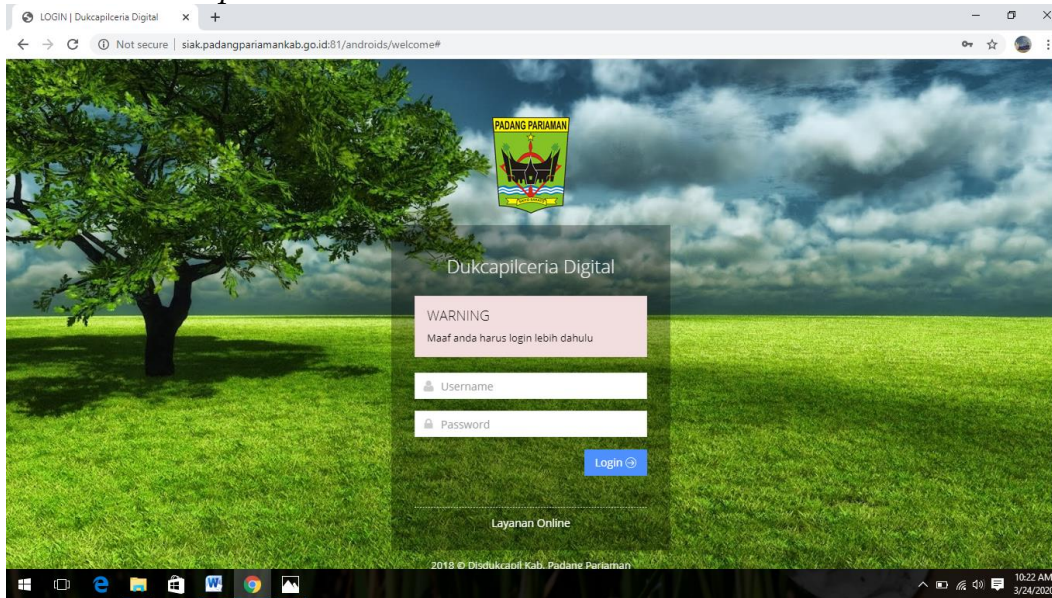 LOGIN | Dukcapilceria Digital
Not secure | siak.padangpariamankab.go.id:81/androids/welcome#
PADANG PARIAMAN
Dukcapilceria Digital
WARNING
Maaf anda harus login lebih dahulu
Username
Password
Login
Layanan Online
2018 © Disdukcapil Kab. Padang Pariaman
10:22 AM
3/24/2020